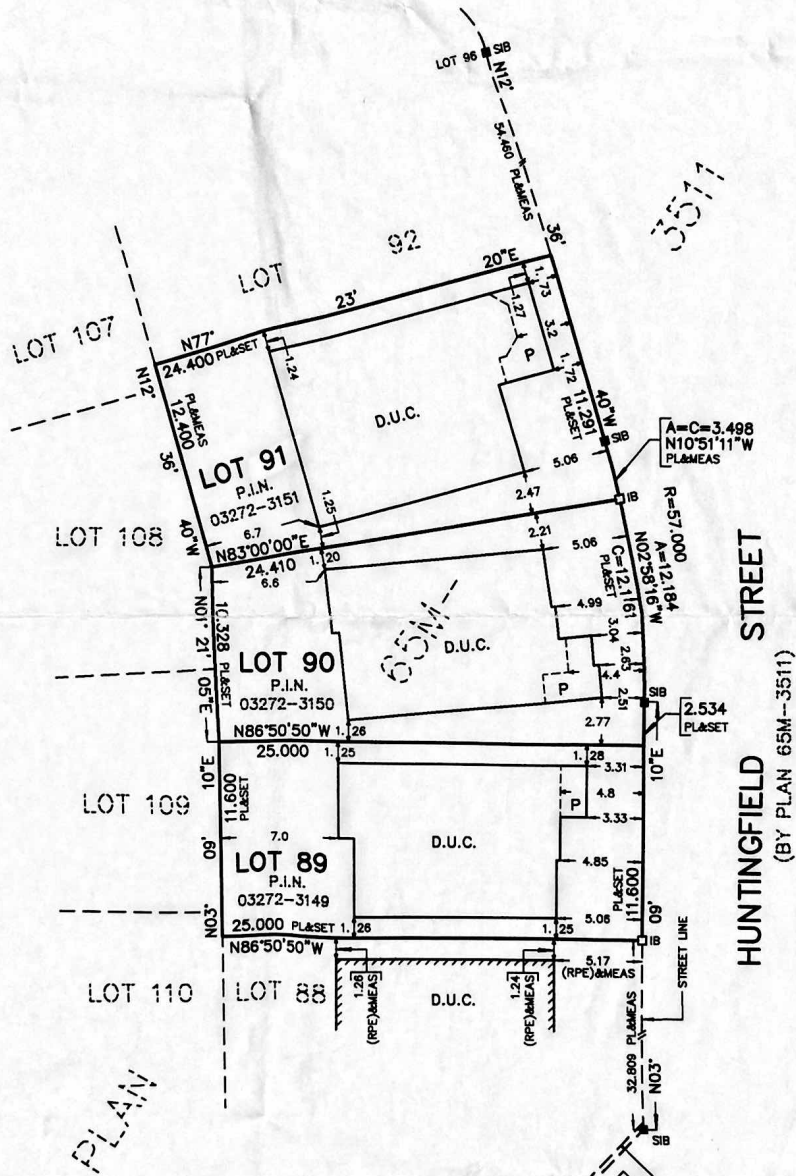 LOT 96
SIB
N12°
54.460 PL&MEAS
36'
3511
LOT 92
LOT 107
N77°
23'
20"E
24.400 PL&SET
1.73
1.27
3.2
P
1.72
1.24
N12°
12.400
PL&MEAS
36'
40"W
D.U.C.
11.291
PL&SET
40"W
SIB
A=C=3.498
N10°51'11"W
PL&MEAS
LOT 91
P.I.N.
03272-3151
5.06
2.47
IB
1.25
6.7
LOT 108
N83°00'00"E
24.410
6.6
1.20
2.21
5.06
R=57.000
A=12.184
C=12.161
N02°58'16"W
PL&SET
N01°
21'
05"E
10.328 PL&SET
4.99
3.04
2.63
4.4
2.51
65M-
D.U.C.
P
LOT 90
P.I.N.
03272-3150
SIB
2.534
PL&SET
N86°50'50"W
1.26
2.77
25.000
1.25
1.28
3.31
10"E
10"E
LOT 109
11.600
PL&SET
09'
4.8
P
3.33
7.0
D.U.C.
LOT 89
P.I.N.
03272-3149
4.85
11.600
PL&SET
09'
N03°
25.000 PL&SET
1.26
5.06
1.25
N86°50'50"W
IB
5.17
(RPE)&MEAS
LOT 110
LOT 88
1.26
(RPE)&MEAS
D.U.C.
1.24
(RPE)&MEAS
32.809 PL&MEAS
N03°
STREET LINE
SIB
PLAN
HUNTINGFIELD STREET
(BY PLAN 65M-3511)